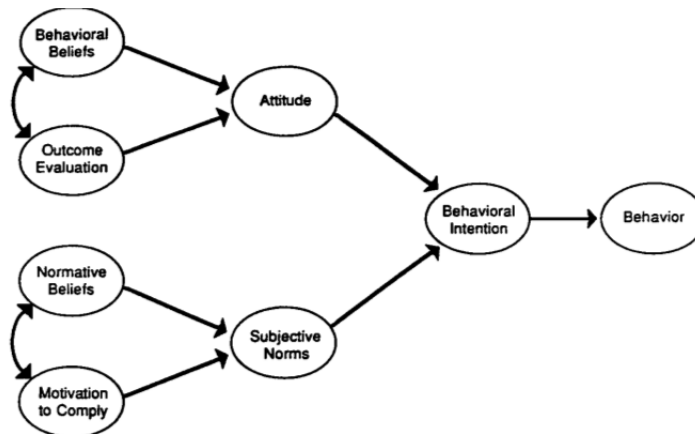 Behavioral
Beliefs
Attitude
Outcome
Evaluation
Behavioral
Intention
Behavior
Normative
Beliefs
Subjective
Norms
Motivation
to Comply